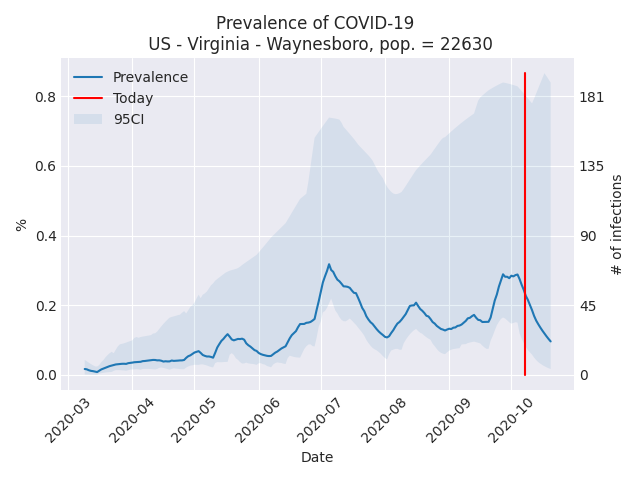 Prevalence of COVID-19
US - Virginia - Waynesboro, pop. = 22630
Prevalence
Today
95CI
0.8
0.6
0.4
0.2
0.0
%
181
135
90
45
0
# of infections
2020-03
2020-04
2020-05
2020-06
2020-07
2020-08
2020-09
2020-10
Date